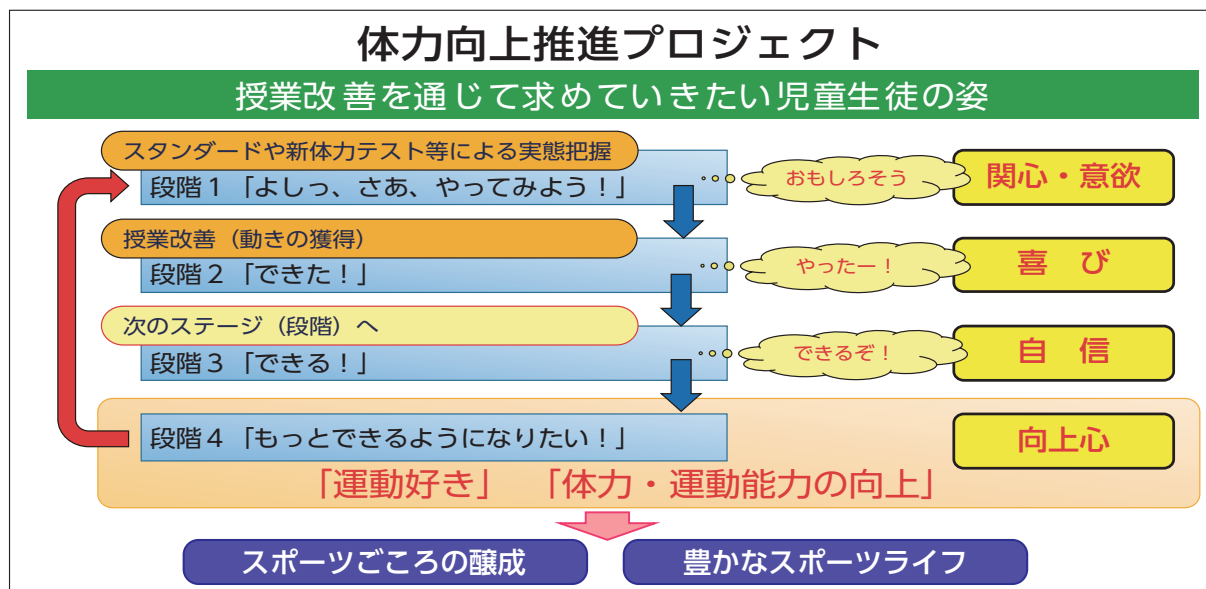 体力向上推進プロジェクト
授業改善を通じて求めていきたい児童生徒の姿
スタンダードや新体力テスト等による実態把握
段階1「よしっ、さあ、やってみよう!」
おもしろそう
関心・意欲
授業改善(動きの獲得)
段階2「できた!」
やったー!
喜 び
次のステージ(段階)へ
段階3「できる!」
できるぞ!
自 信
段階4「もっとできるようになりたい!」
向上心
「運動好き」 「体力・運動能力の向上」
スポーツごころの醸成
豊かなスポーツライフ